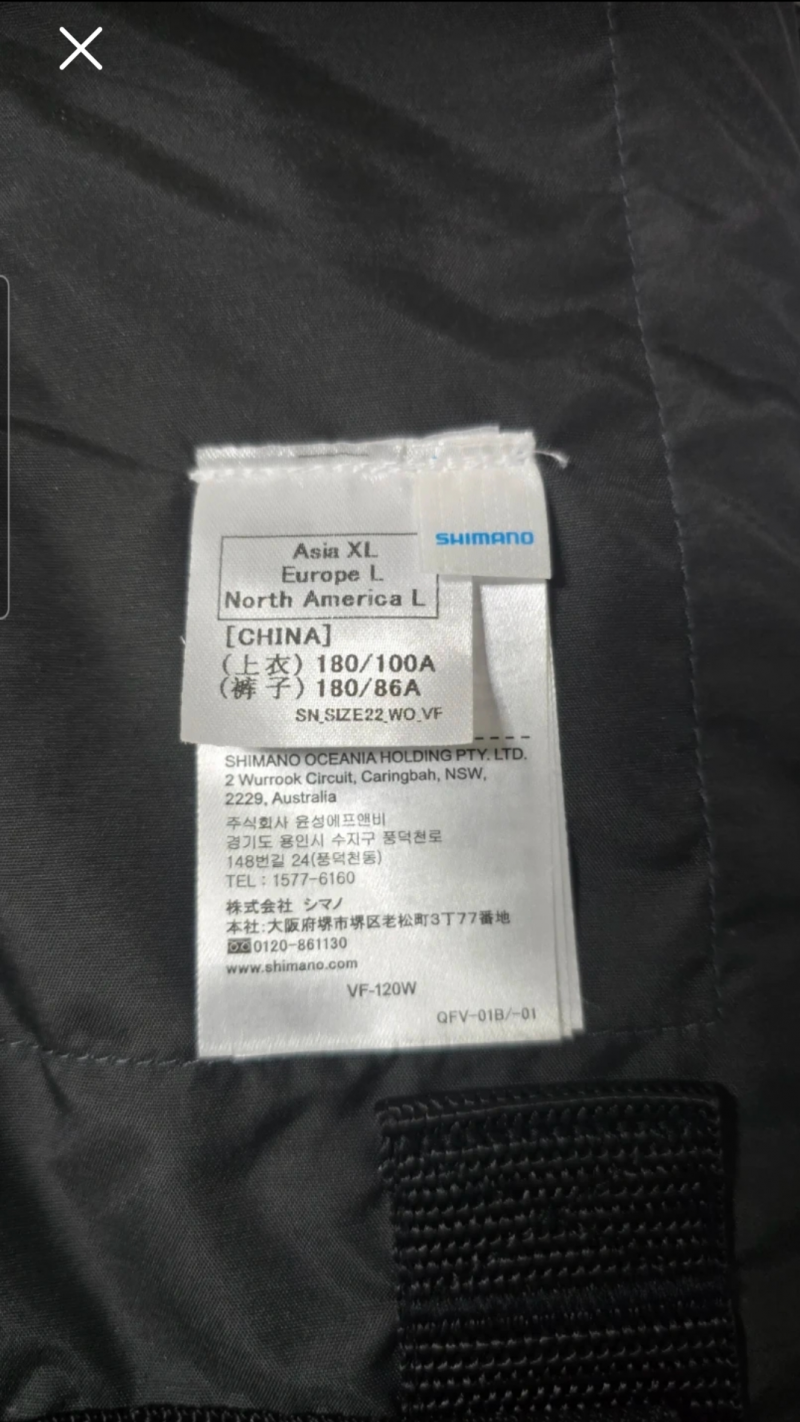 SHIMANO
Asia XL
Europe L
North America L
[CHINA]
(上衣) 180/100A
(裤子) 180/86A
SN_SIZE22_WO_VF
SHIMANO OCEANIA HOLDING PTY. LTD.
2 Wurrook Circuit, Caringbah, NSW,
2229, Australia
주식회사 윤성에프앤비
경기도 용인시 수지구 풍덕천로
148번길 24(풍덕천동)
TEL : 1577-6160
株式会社 シマノ
本社:大阪府堺市堺区老松町3丁77番地
0120-861130
www.shimano.com
VF-120W
QFV-01B/-01